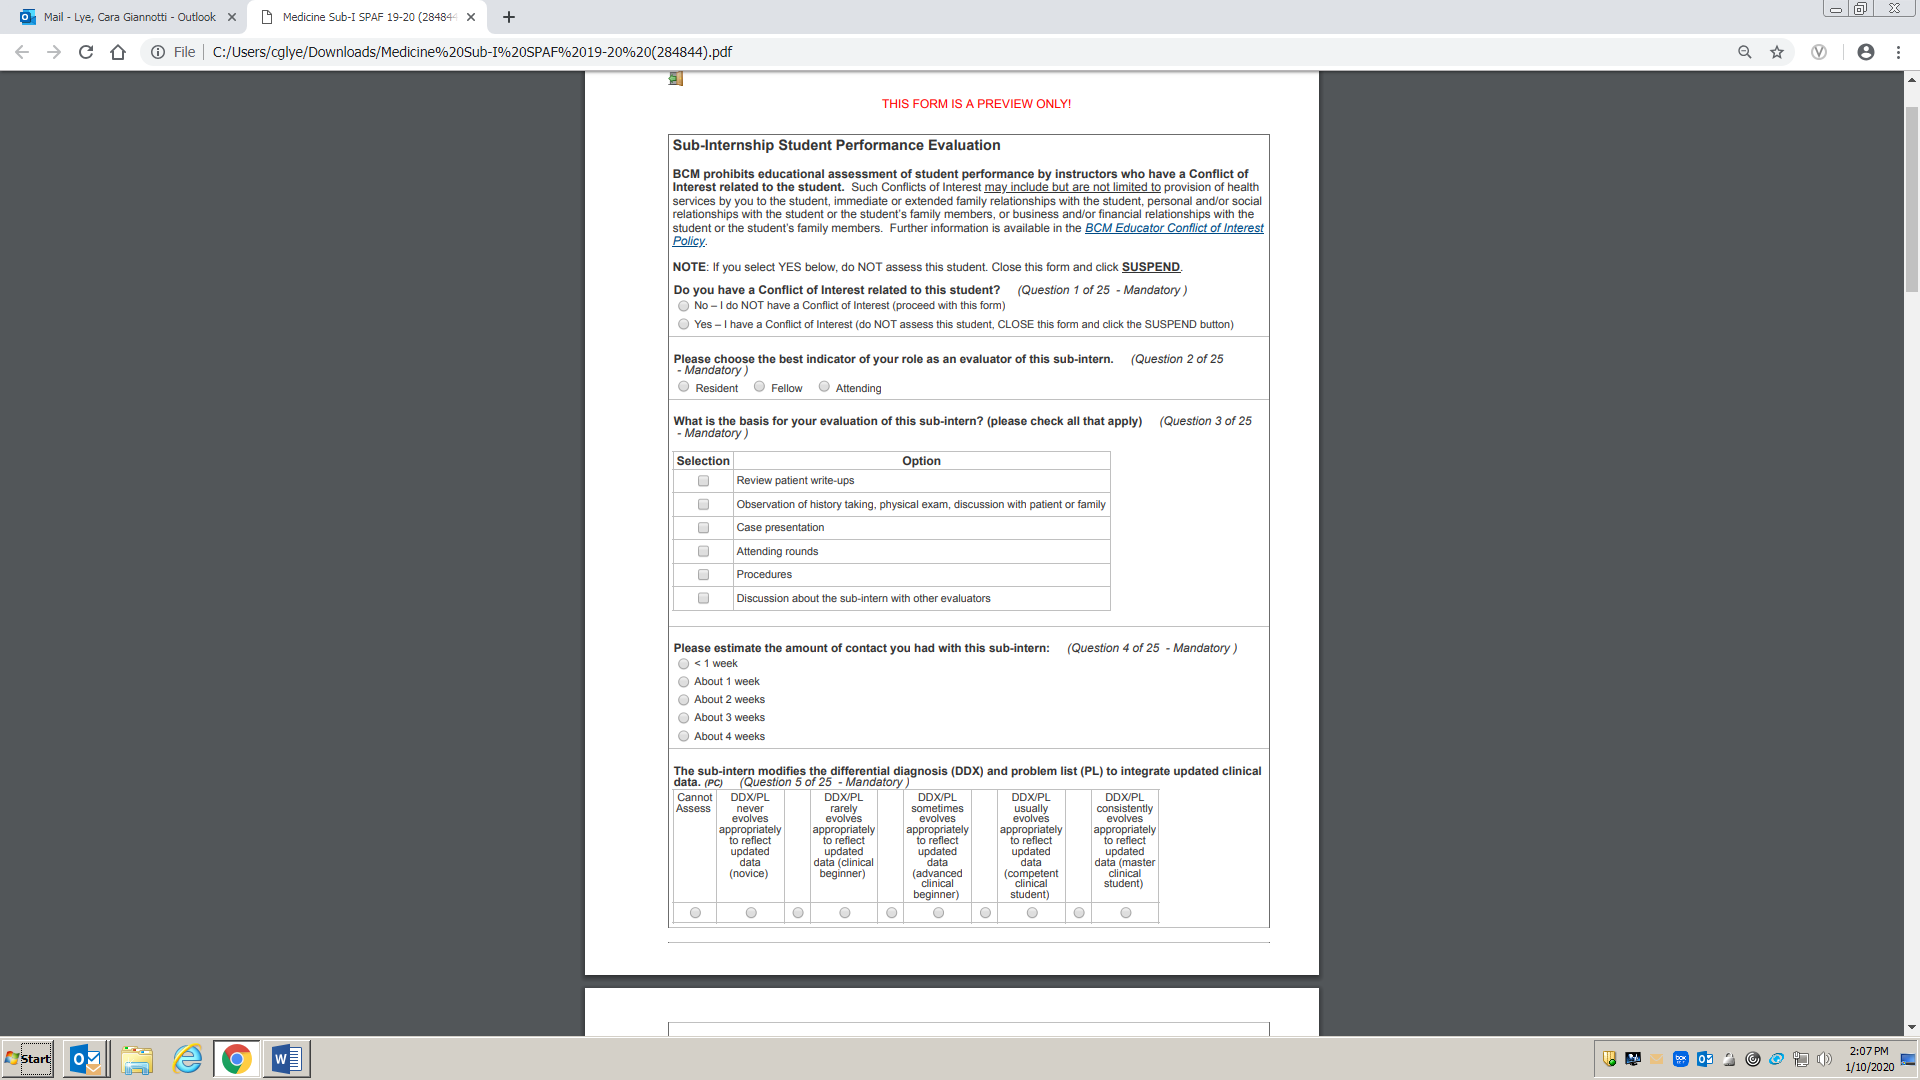 Mail - Lye, Cara Giannotti - Outlook
Medicine Sub-I SPAF 19-20 (284844
File
C:/Users/cglye/Downloads/Medicine%20Sub-I%20SPAF%2019-20%20(284844).pdf
THIS FORM IS A PREVIEW ONLY!
Sub-Internship Student Performance Evaluation
BCM prohibits educational assessment of student performance by instructors who have a Conflict of
Interest related to the student. Such Conflicts of Interest may include but are not limited to provision of health
services by you to the student, immediate or extended family relationships with the student, personal and/or social
relationships with the student or the student's family members, or business and/or financial relationships with the
student or the student's family members. Further information is available in the BCM Educator Conflict of Interest
Policy.
NOTE: If you select YES below, do NOT assess this student. Close this form and click SUSPEND.
Do you have a Conflict of Interest related to this student? (Question 1 of 25 - Mandatory )
No – I do NOT have a Conflict of Interest (proceed with this form)
Yes – I have a Conflict of Interest (do NOT assess this student, CLOSE this form and click the SUSPEND button)
Please choose the best indicator of your role as an evaluator of this sub-intern. (Question 2 of 25
- Mandatory )
Resident Fellow Attending
What is the basis for your evaluation of this sub-intern? (please check all that apply) (Question 3 of 25
- Mandatory )
Selection Option
Review patient write-ups
Observation of history taking, physical exam, discussion with patient or family
Case presentation
Attending rounds
Procedures
Discussion about the sub-intern with other evaluators
Please estimate the amount of contact you had with this sub-intern: (Question 4 of 25 - Mandatory )
< 1 week
About 1 week
About 2 weeks
About 3 weeks
About 4 weeks
The sub-intern modifies the differential diagnosis (DDX) and problem list (PL) to integrate updated clinical
data. (PC) (Question 5 of 25 - Mandatory )
Cannot
Assess
DDX/PL
never
evolves
appropriately
to reflect
updated
data
(novice)
DDX/PL
rarely
evolves
appropriately
to reflect
updated
data (clinical
beginner)
DDX/PL
sometimes
evolves
appropriately
to reflect
updated
data
(advanced
clinical
beginner)
DDX/PL
usually
evolves
appropriately
to reflect
updated
data
(competent
clinical
student)
DDX/PL
consistently
evolves
appropriately
to reflect
updated
data (master
clinical
student)
Start
2:07 PM
1/10/2020